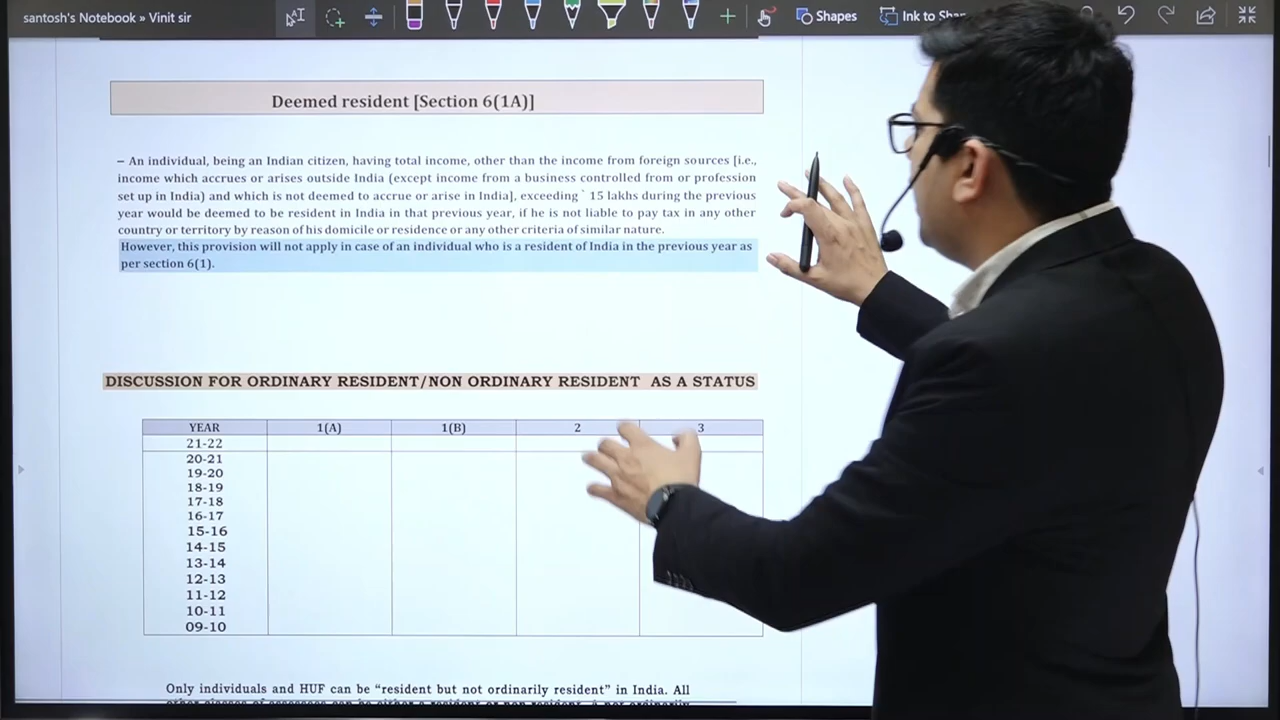 santosh's Notebook » Vinit sir
Shapes
Ink to
Deemed resident [Section 6(1A)]
– An individual, being an Indian citizen, having total income, other than the income from foreign sources [i.e.,
income which accrues or arises outside India (except income from a business controlled from or profession
set up in India) and which is not deemed to accrue or arise in India], exceeding ` 15 lakhs during the previous
year would be deemed to be resident in India in that previous year, if he is not liable to pay tax in any other
country or territory by reason of his domicile or residence or any other criteria of similar nature.
However, this provision will not apply in case of an individual who is a resident of India in the previous year as
per section 6(1).
DISCUSSION FOR ORDINARY RESIDENT/NON ORDINARY RESIDENT AS A STATUS
YEAR 1(A) 1(B) 2 3
21-22
20-21
19-20
18-19
17-18
16-17
15-16
14-15
13-14
12-13
11-12
10-11
09-10
Only individuals and HUF can be “resident but not ordinarily resident” in India. All